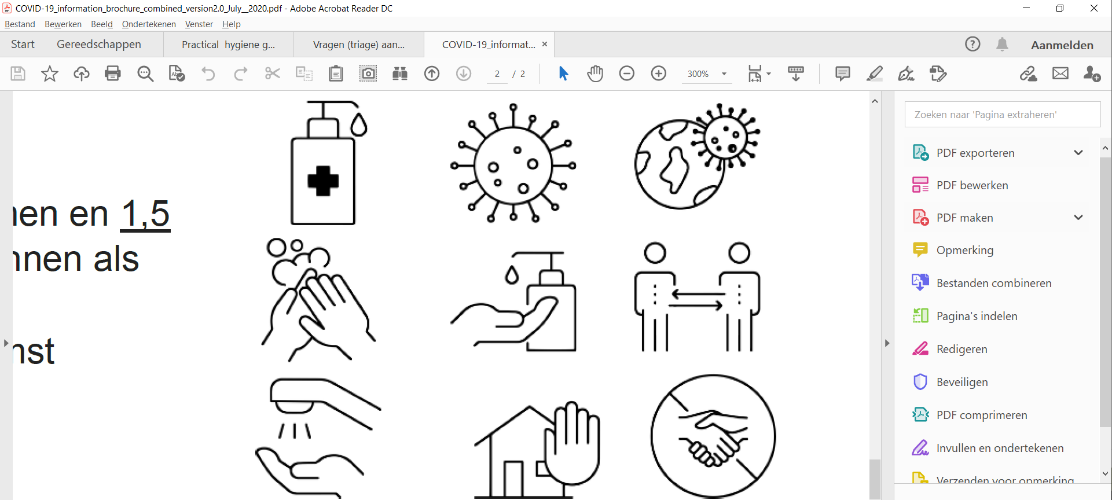 COVID-19_information_brochure_combined_version2.0_July__2020.pdf - Adobe Acrobat Reader DC
Bestand Bewerken Beeld Ondertekenen Venster Help
Start Gereedschappen Practical hygiene g... Vragen (triage) aan... COVID-19_informat... × Aanmelden
2 / 2 300%
Zoeken naar 'Pagina extraheren'
PDF exporteren
PDF bewerken
PDF maken
Opmerking
Bestanden combineren
Pagina's indelen
Redigeren
Beveiligen
PDF comprimeren
Invullen en ondertekenen
Verzenden voor opmerking
nen en 1,5
nnen als
nst